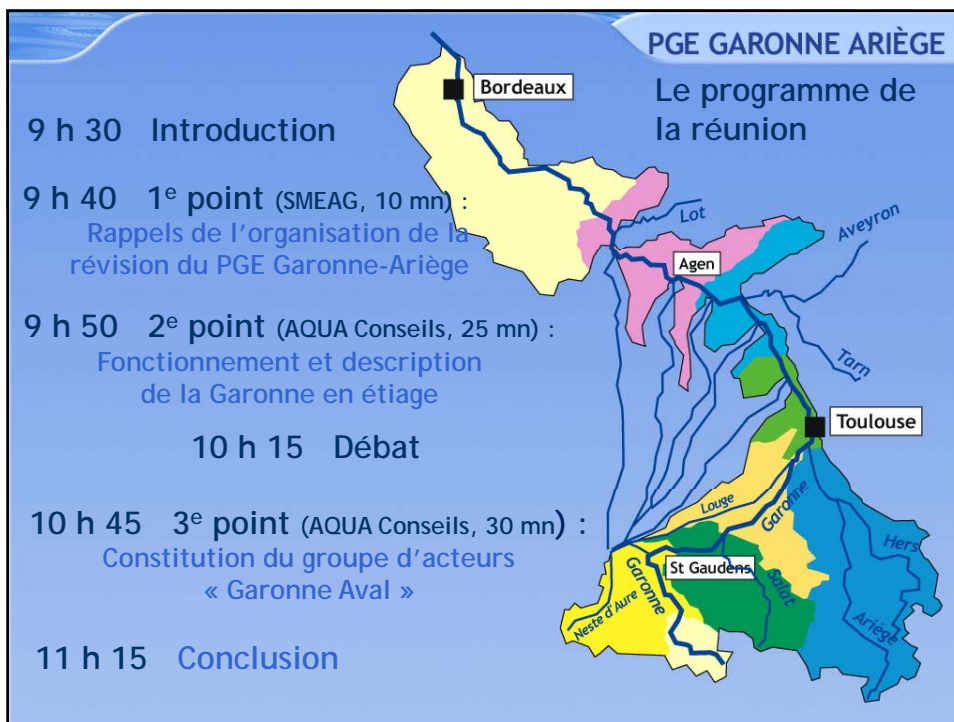 PGE GARONNE ARIÈGE
Le programme de
la réunion
9 h 30 Introduction
9 h 40 1e point (SMEAG, 10 mn) :
Rappels de l'organisation de la
révision du PGE Garonne-Ariège
9 h 50 2e point (AQUA Conseils, 25 mn) :
Fonctionnement et description
de la Garonne en étiage
10 h 15 Débat
10 h 45 3e point (AQUA Conseils, 30 mn) :
Constitution du groupe d'acteurs
« Garonne Aval »
11 h 15 Conclusion
Bordeaux
Lot
Aveyron
Agen
Tarn
Toulouse
Louge
Garonne
Hers
St Gaudens
Garonne
Salat
Neste d'Aure
Ariège